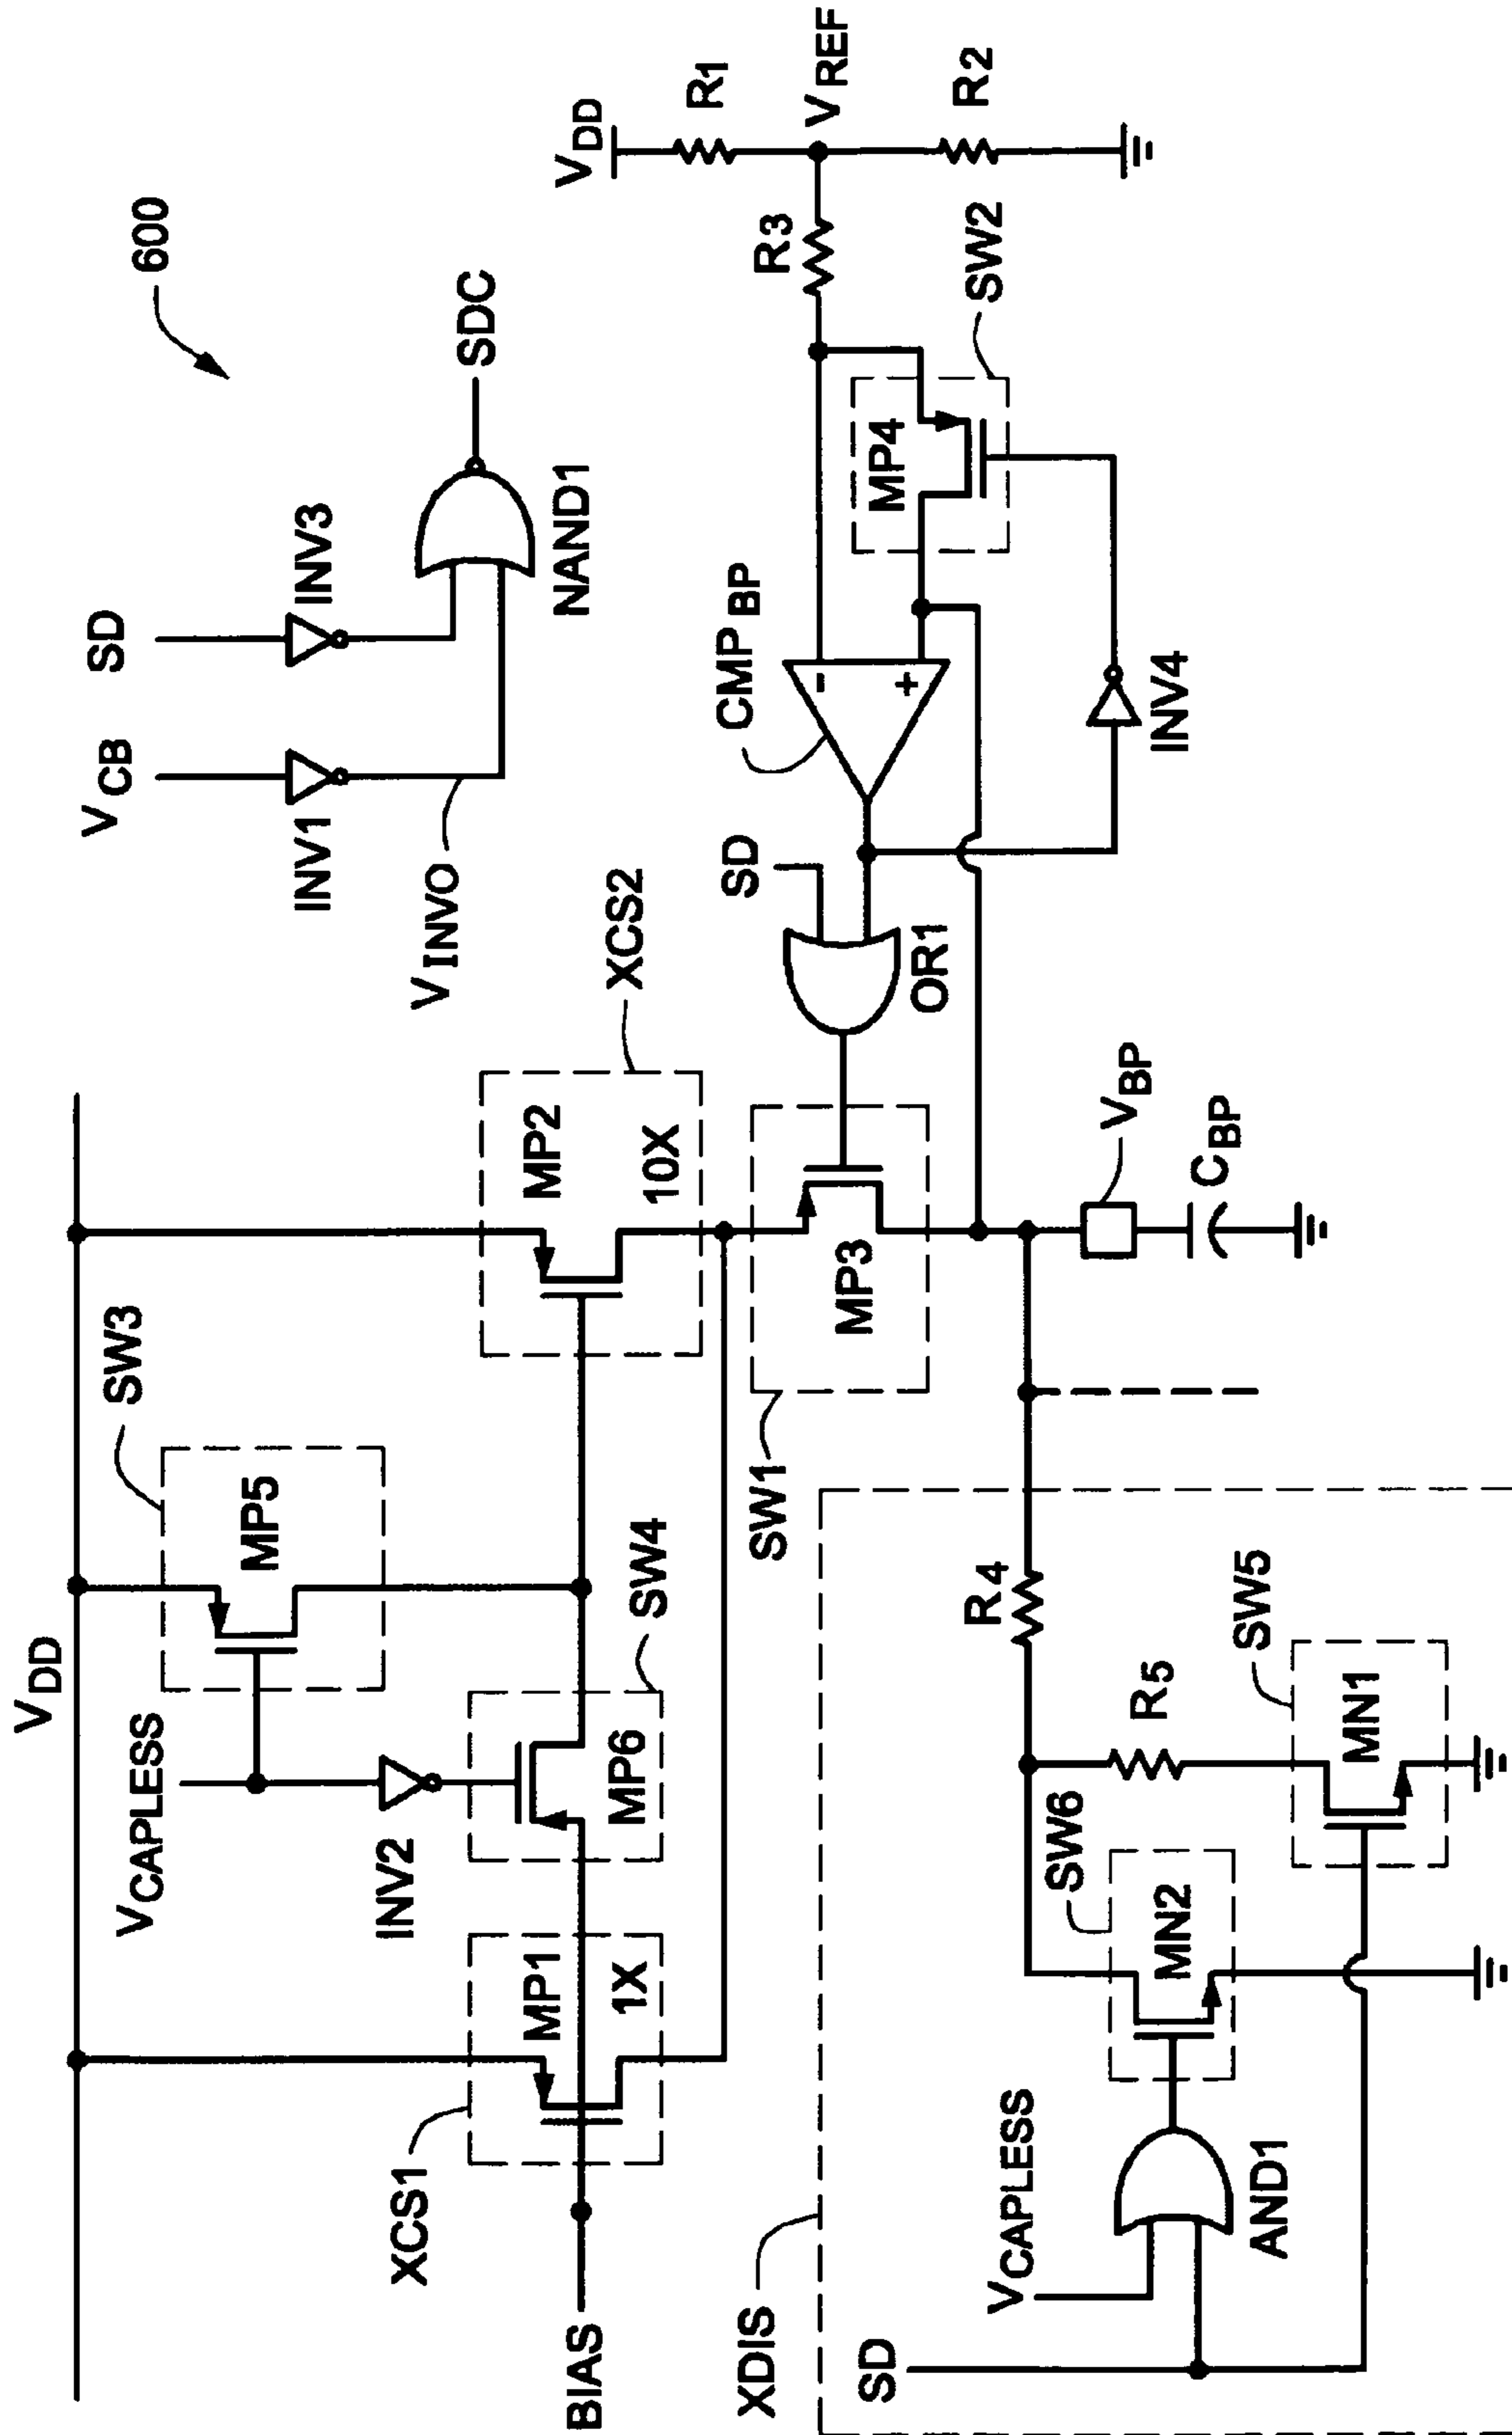 600
VDD
VCAPLESS
SW3
MP5
INV2
SW4
MP6
XCS1
MP1
1X
BIAS
XCS2
MP2
10X
VCB
SD
INV1
INV3
VINVO
NAND1
SDC
SW1
MP3
SD
OR1
CMPBP
-
+
INV4
MP4
SW2
VDD
R1
R3
VREF
R2
VBP
CBP
XDIS
R4
R5
SW6
MN2
SW5
MN1
VCAPLESS
SD
AND1